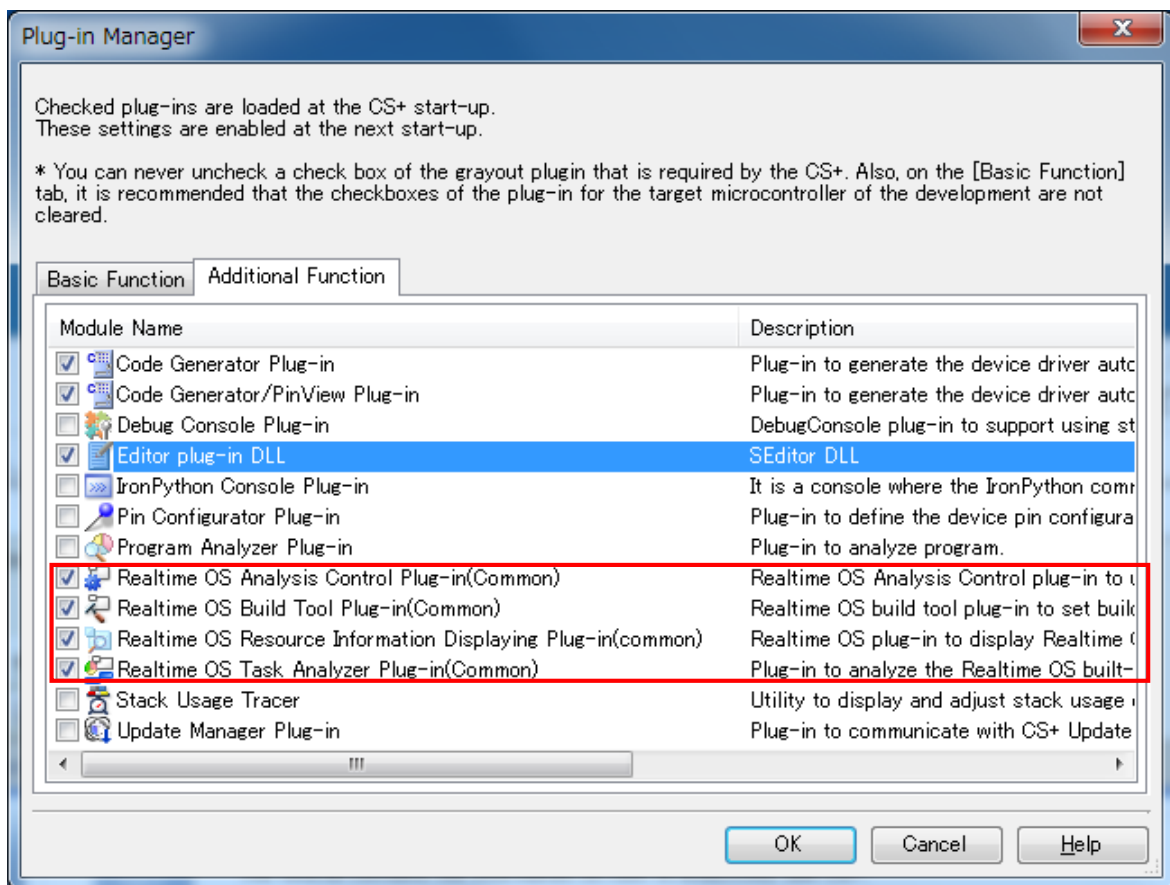 Plug-in Manager
Checked plug-ins are loaded at the CS+ start-up.
These settings are enabled at the next start-up.
* You can never uncheck a check box of the grayout plugin that is required by the CS+. Also, on the [Basic Function]
tab, it is recommended that the checkboxes of the plug-in for the target microcontroller of the development are not
cleared.
Basic Function Additional Function
Module Name Description
Code Generator Plug-in Plug-in to generate the device driver
Code Generator/PinView Plug-in Plug-in to generate the device driver
Debug Console Plug-in DebugConsole plug-in to support using
Editor plug-in DLL SEditor DLL
IronPython Console Plug-in It is a console where the IronPython
Pin Configurator Plug-in Plug-in to define the device pin
Program Analyzer Plug-in Plug-in to analyze program.
Realtime OS Analysis Control Plug-in(Common) Realtime OS Analysis Control plug-in to
Realtime OS Build Tool Plug-in(Common) Realtime OS build tool plug-in to set
Realtime OS Resource Information Displaying Plug-in(common) Realtime OS plug-in to display Realtime
Realtime OS Task Analyzer Plug-in(Common) Plug-in to analyze the Realtime OS built-
Stack Usage Tracer Utility to display and adjust stack usage
Update Manager Plug-in Plug-in to communicate with CS+ Update
OK Cancel Help